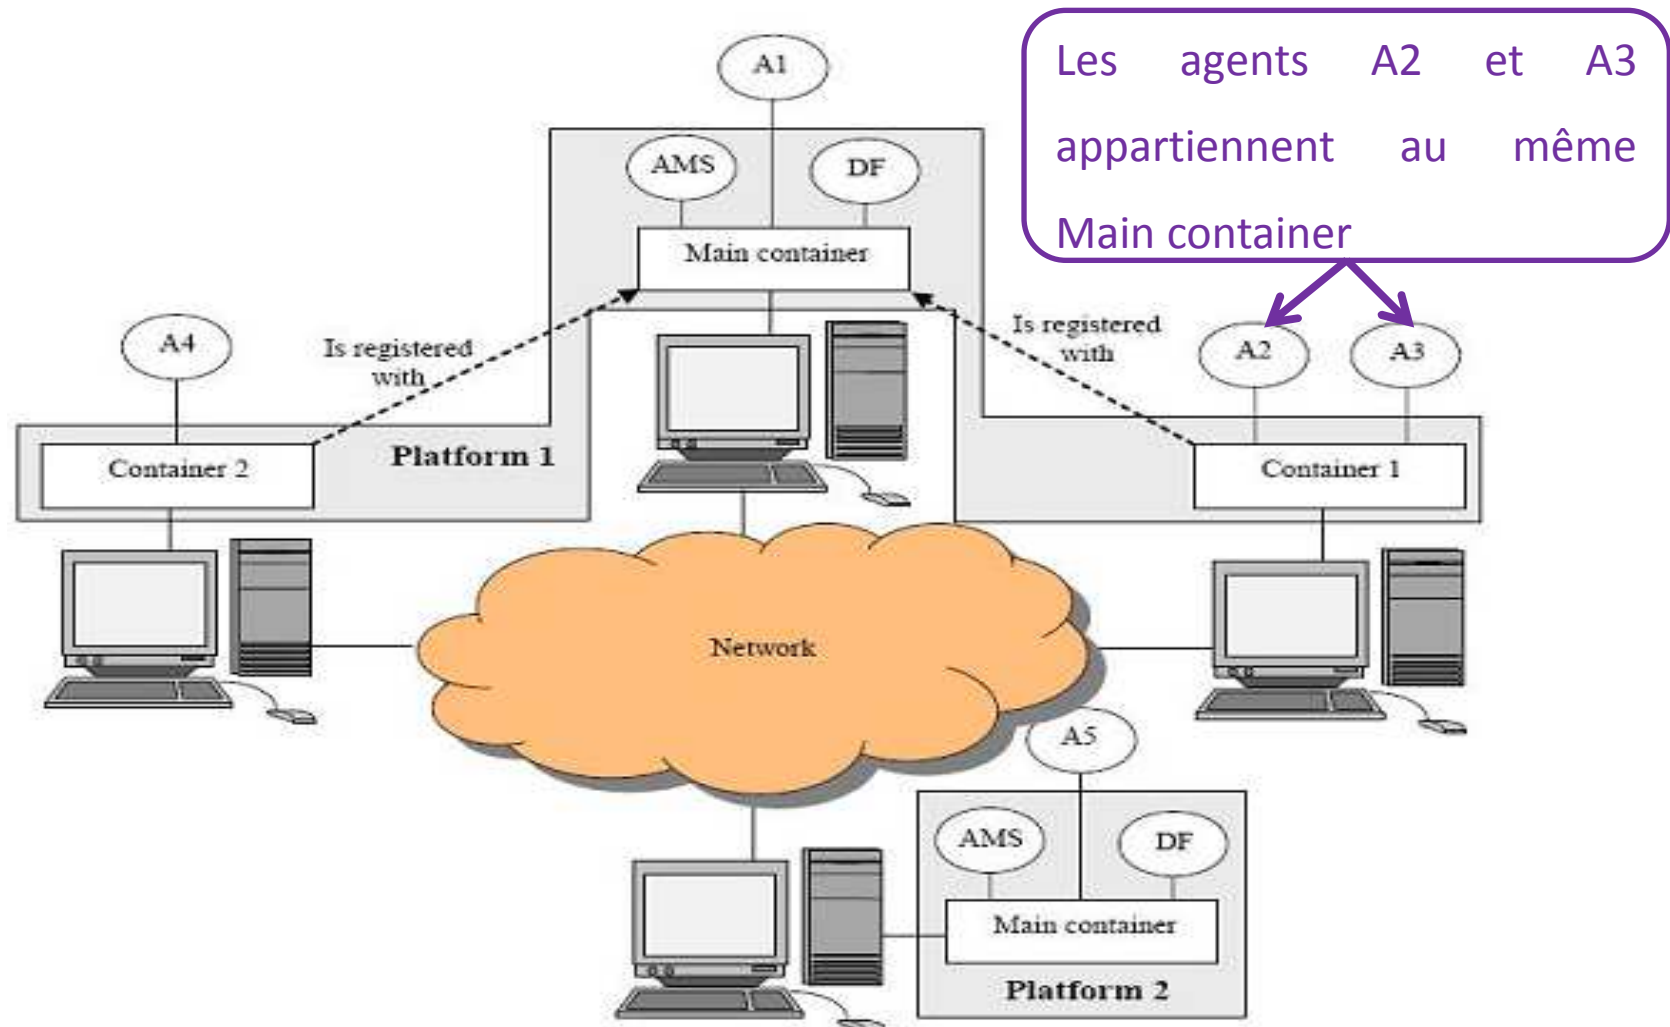 Les agents A2 et A3
appartiennent au même
Main container
A1
AMS
DF
Main container
A4
Is registered
with
Is registered
with
A2
A3
Container 2
Platform 1
Container 1
Network
A5
AMS
DF
Main container
Platform 2